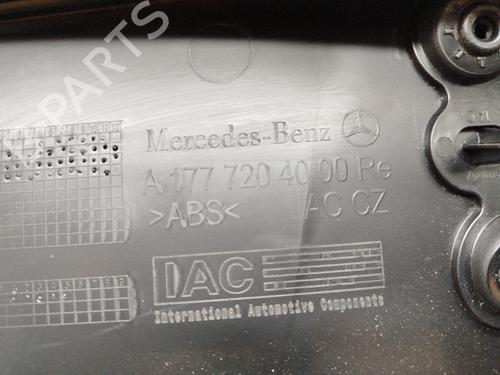 PARTS
Mercedes-Benz
A 177 720 40 00 Re
>ABS< IAC CZ
IAC
International Automotive Components